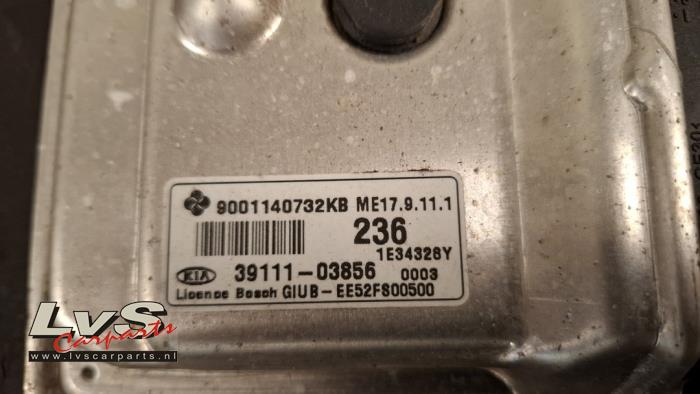 9001140732KB ME17.9.11.1
236
1E34328Y
KIA 39111-03856 0003
Licence Bosch GIUB-EE52FS00500
LvS
Carparts
www.lvscarparts.nl